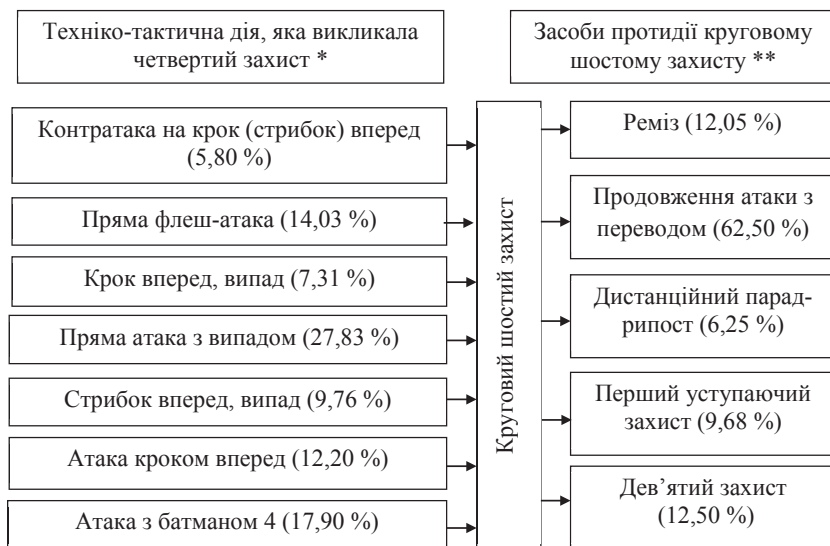 Техніко-тактична дія, яка викликала
четвертий захист *
Засоби протидії круговому
шостому захисту **
Контратака на крок (стрибок) вперед
(5,80 %)
Пряма флеш-атака (14,03 %)
Крок вперед, випад (7,31 %)
Пряма атака з випадом (27,83 %)
Стрибок вперед, випад (9,76 %)
Атака кроком вперед (12,20 %)
Атака з батманом 4 (17,90 %)
Круговий шостий захист
Реміз (12,05 %)
Продовження атаки з
переводом (62,50 %)
Дистанційний парад-
рипост (6,25 %)
Перший уступаючий
захист (9,68 %)
Дев’ятий захист
(12,50 %)